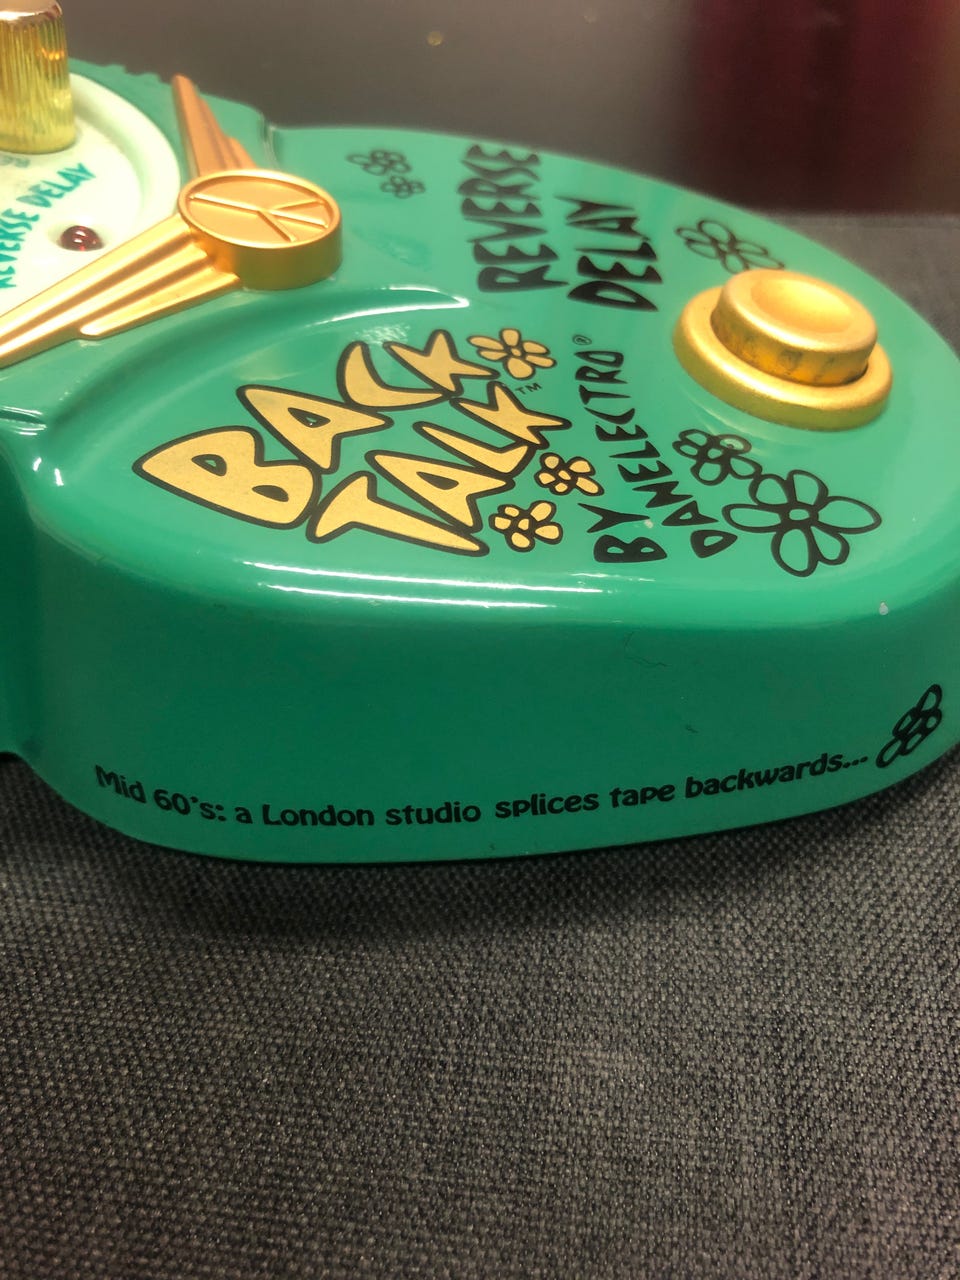 REVERSE DELAY
REVERSE
DELAY
BACK
TALK™
BY
DANELECTRO®
Mid 60's: a London studio splices tape backwards...